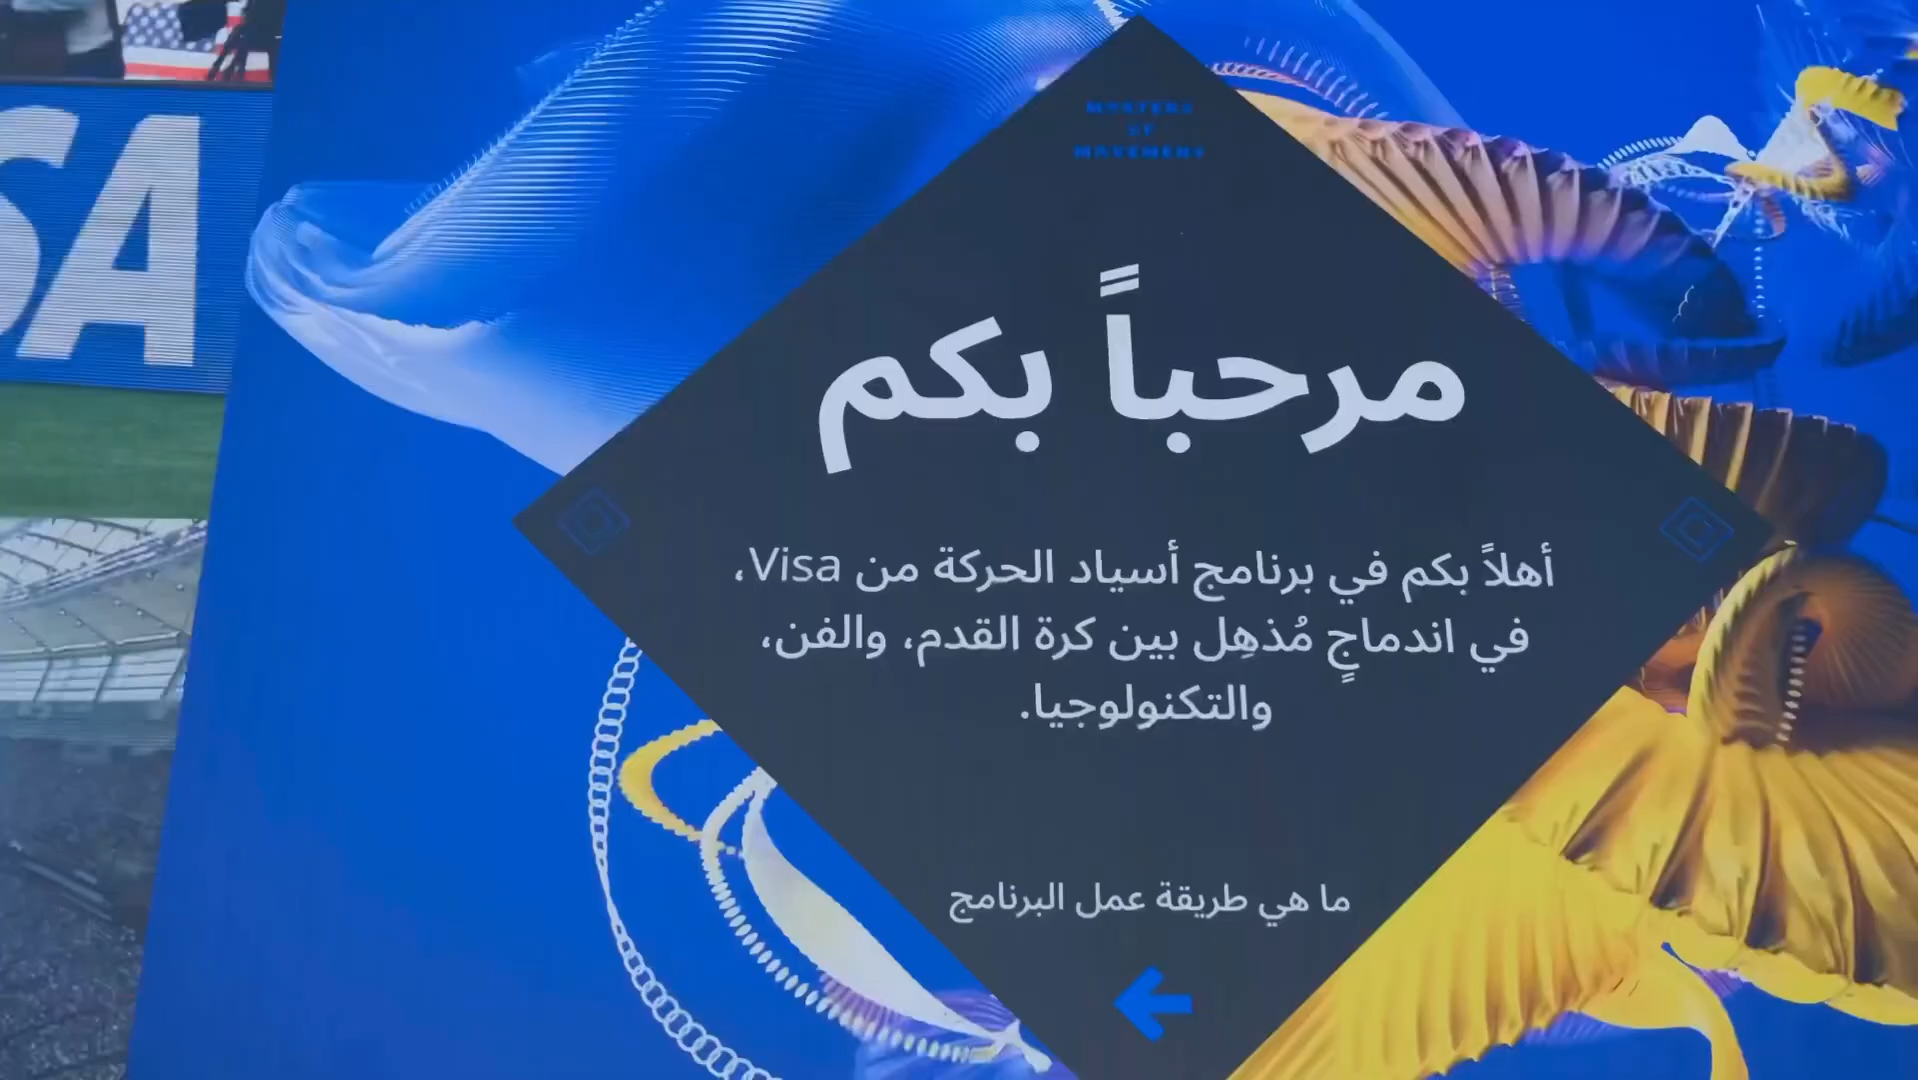 SA
MASTERS
OF
MOVEMENT
مرحباً بكم
أهلاً بكم في برنامج أسياد الحركة من Visa،
في اندماجٍ مُذهِل بين كرة القدم، والفن،
والتكنولوجيا.
ما هي طريقة عمل البرنامج